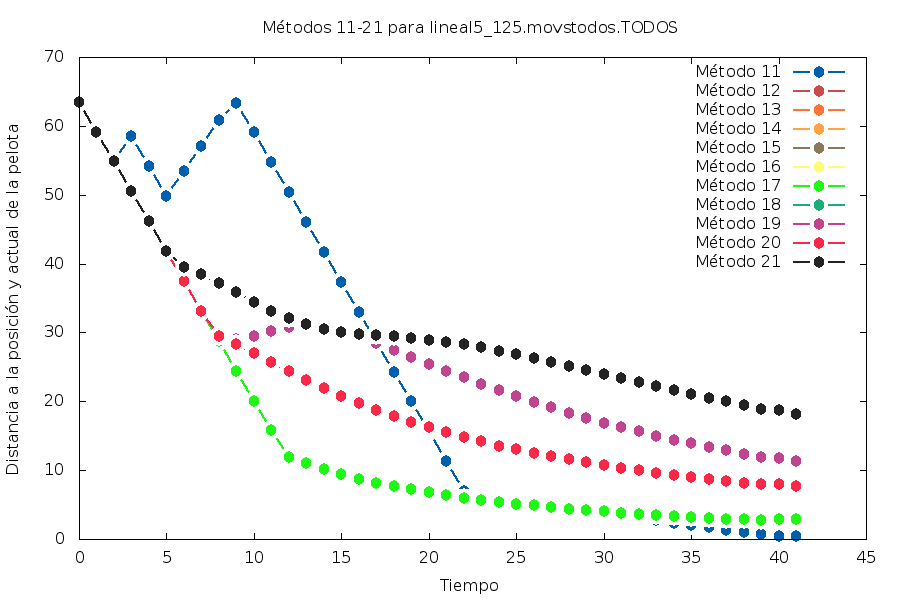 Métodos 11-21 para lineal5_125.movstodos.TODOS
Distancia a la posición y actual de la pelota
70
60
50
40
30
20
10
0
0 5 10 15 20 25 30 35 40 45
Tiempo
Método 11
Método 12
Método 13
Método 14
Método 15
Método 16
Método 17
Método 18
Método 19
Método 20
Método 21